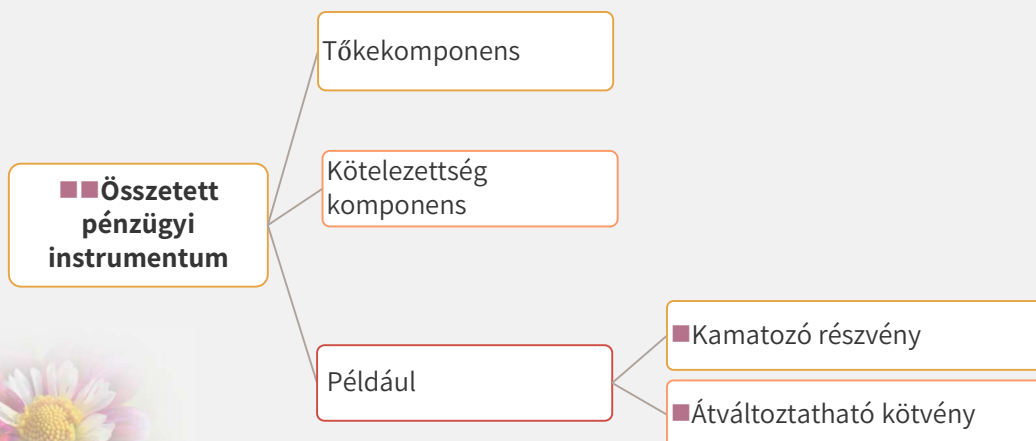 Tőkekomponens
Kötelezettség
komponens
■■Összetett
pénzügyi
instrumentum
Például
■Kamatozó részvény
■Átváltoztatható kötvény